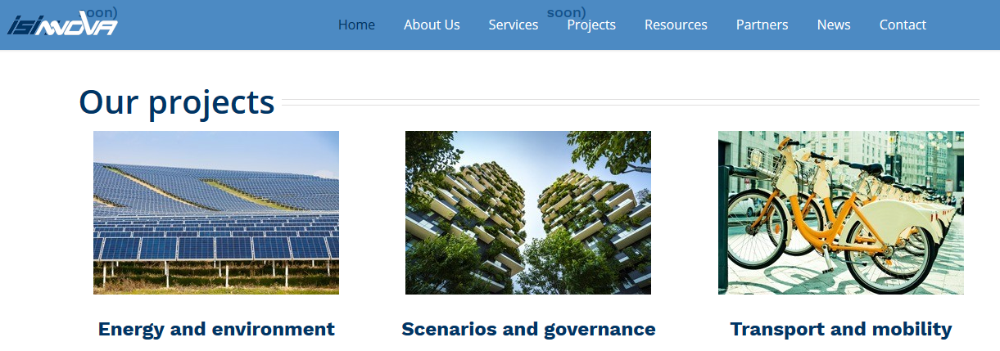 soon) soon)
isinnova
Home About Us Services Projects Resources Partners News Contact
Our projects
Energy and environment Scenarios and governance Transport and mobility